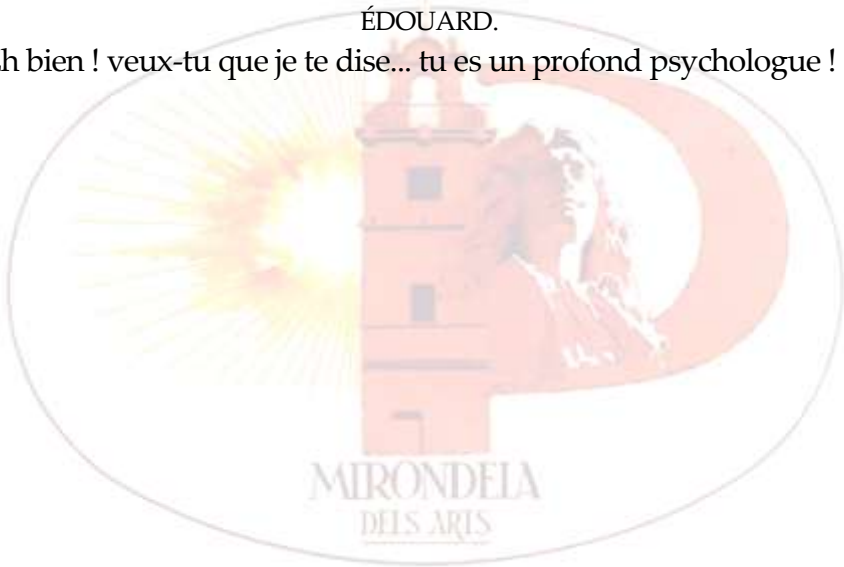 ÉDOUARD.
h bien ! veux-tu que je te dise... tu es un profond psychologue !
MIRONDELA
DELS ARTS